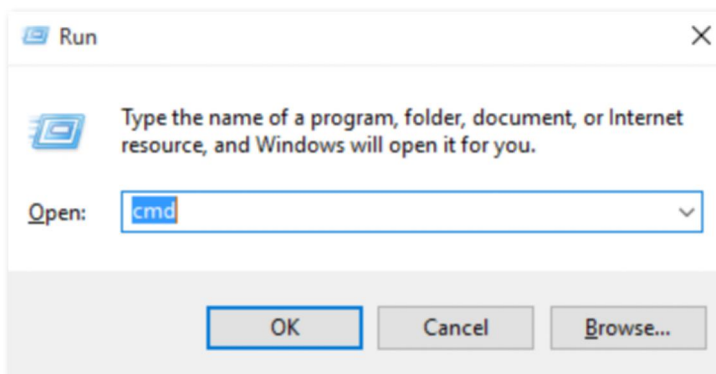 Run
Type the name of a program, folder, document, or Internet
resource, and Windows will open it for you.
Open:
cmd
OK
Cancel
Browse...